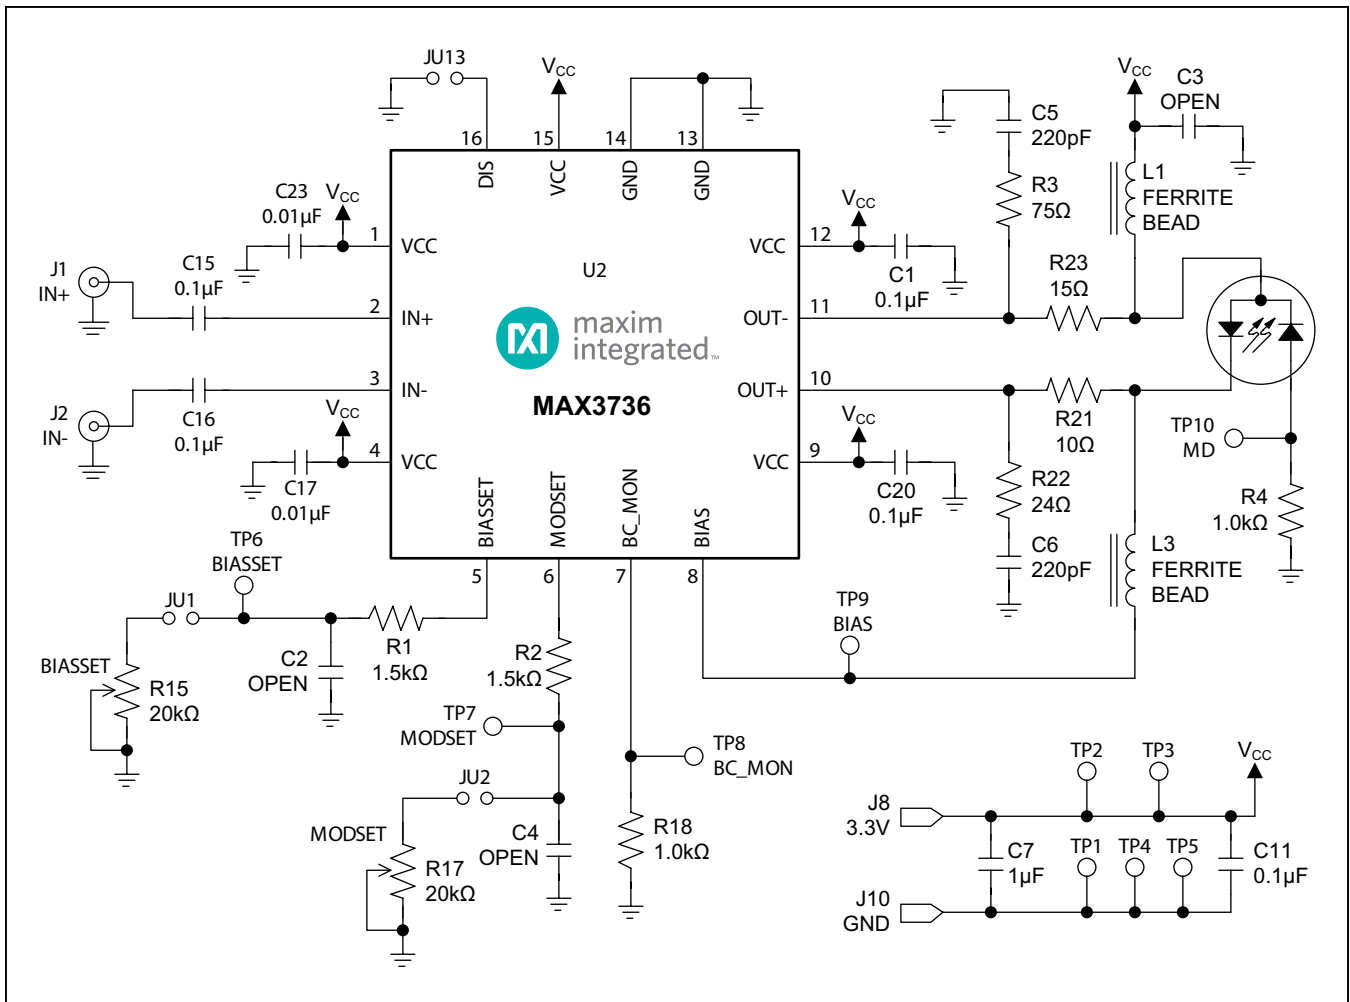 JU13
VCC
16
15
14
13
DIS
VCC
GND
GND
C5
220pF
R3
75Ω
VCC
C3
OPEN
L1
FERRITE
BEAD
C23
0.01µF
VCC
1
VCC
J1
IN+
C15
0.1µF
2
IN+
J2
IN-
C16
0.1µF
3
IN-
VCC
C17
0.01µF
4
VCC
U2
maxim
integrated™
MAX3736
VCC
12
VCC
C1
0.1µF
OUT-
11
R23
15Ω
OUT+
10
R21
10Ω
VCC
VCC
9
C20
0.1µF
R22
24Ω
C6
220pF
TP10
MD
R4
1.0kΩ
L3
FERRITE
BEAD
BIASSET
MODSET
BC_MON
BIAS
5
6
7
8
TP6
BIASSET
JU1
R1
1.5kΩ
C2
OPEN
BIASSET
R15
20kΩ
R2
1.5kΩ
TP7
MODSET
JU2
MODSET
R17
20kΩ
C4
OPEN
TP8
BC_MON
R18
1.0kΩ
TP9
BIAS
J8
3.3V
TP2
TP3
VCC
C7
1µF
TP1
TP4
TP5
C11
0.1µF
J10
GND